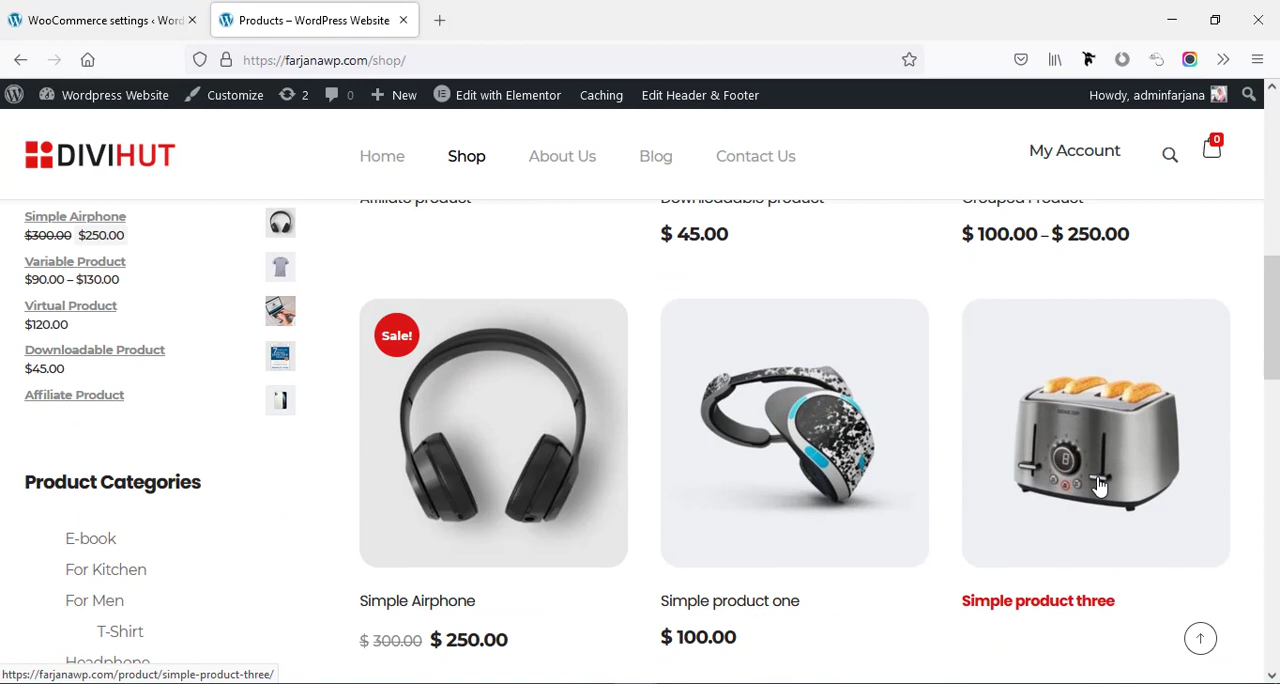 WooCommerce settings ‹ Word
Products – WordPress Website
https://farjanawp.com/shop/
Wordpress Website
Customize
2
0
New
Edit with Elementor
Caching
Edit Header & Footer
Howdy, adminfarjana
DIVIHUT
Home
Shop
About Us
Blog
Contact Us
My Account
0
Simple Airphone
$300.00 $250.00
Variable Product
$90.00 – $130.00
Virtual Product
$120.00
Downloadable Product
$45.00
Affiliate Product
Product Categories
E-book
For Kitchen
For Men
T-Shirt
Headphone
Affiliate product
Downloadable product
$ 45.00
Grouped Product
$ 100.00 – $ 250.00
Sale!
Simple Airphone
$ 300.00 $ 250.00
Simple product one
$ 100.00
SENCOR
Simple product three
https://farjanawp.com/product/simple-product-three/